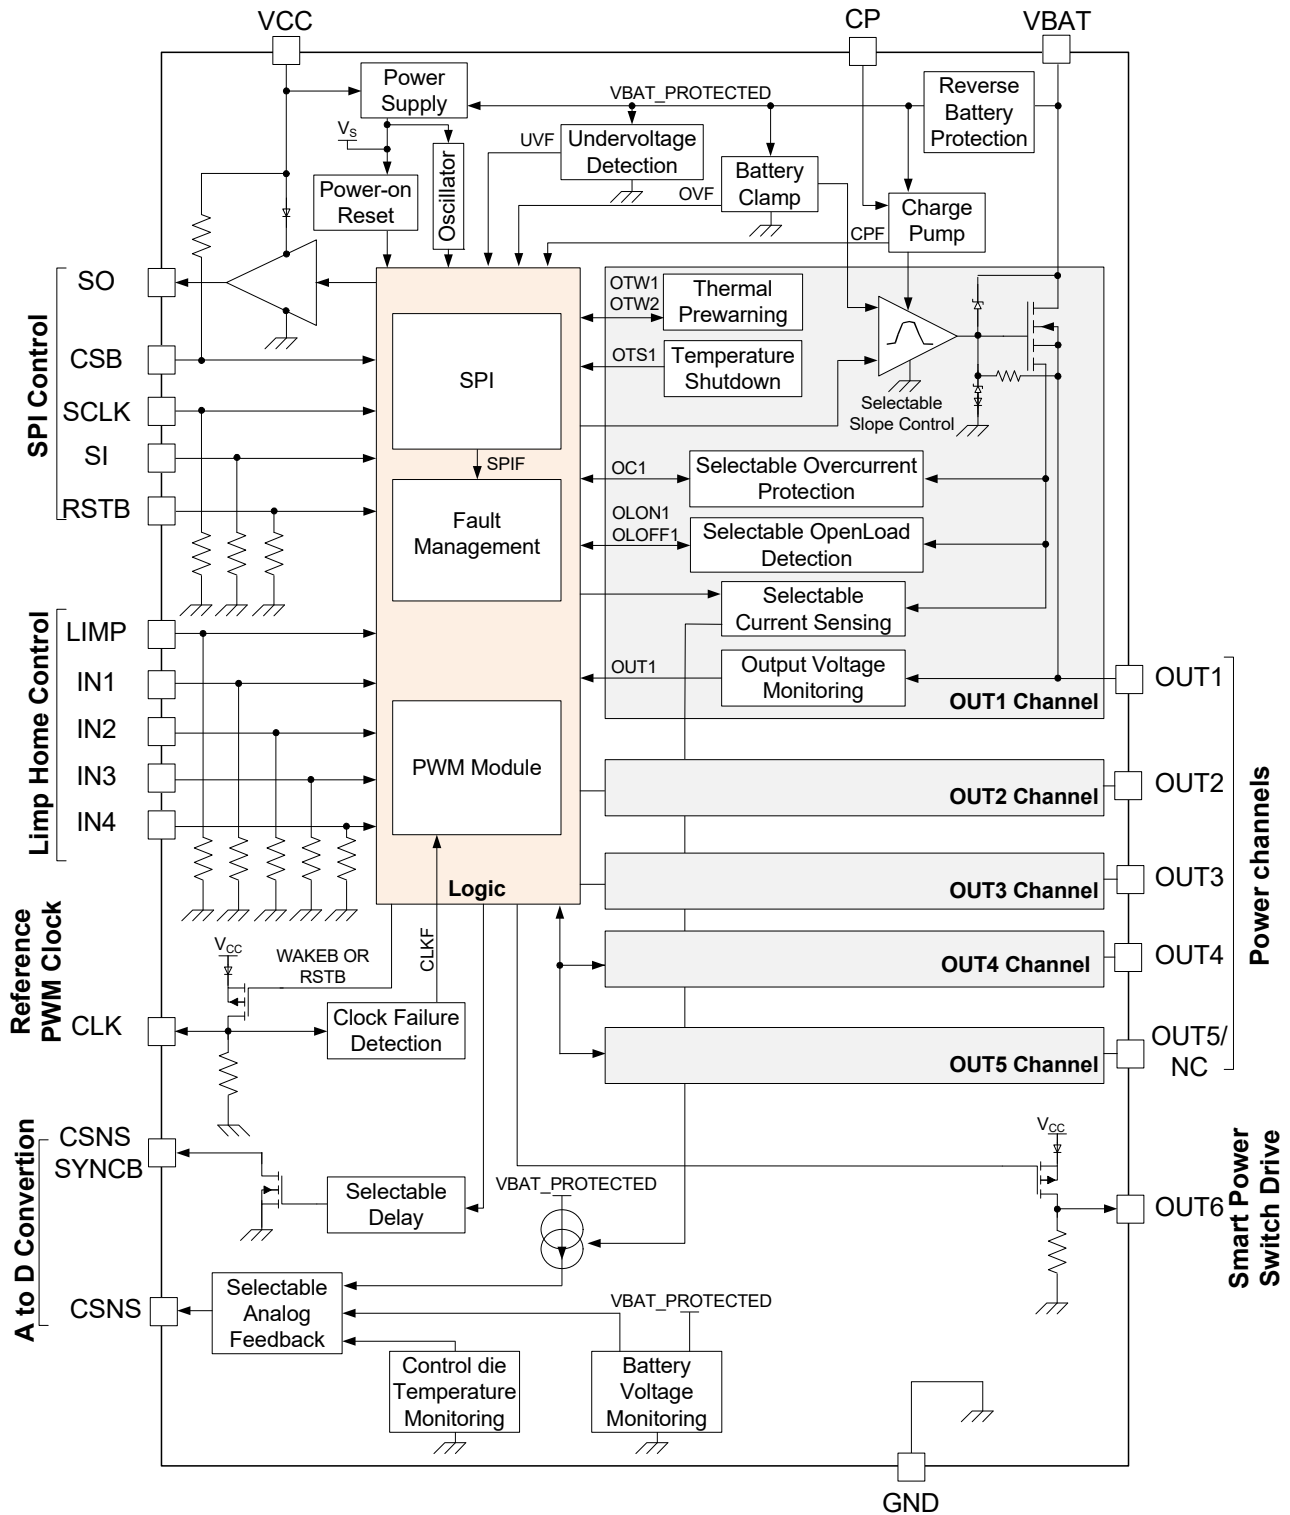 VCC
CP
VBAT
Power
Supply
VBAT_PROTECTED
Reverse
Battery
Protection
VS
UVF
Undervoltage
Detection
Oscillator
Power-on
Reset
OVF
Battery
Clamp
Charge
Pump
CPF
SPI Control
SO
CSB
SCLK
SI
RSTB
SPI
SPIF
Fault
Management
PWM Module
Logic
OTW1
OTW2
Thermal
Prewarning
OTS1
Temperature
Shutdown
Selectable
Slope Control
OC1
Selectable Overcurrent
Protection
OLON1
OLOFF1
Selectable OpenLoad
Detection
Selectable
Current Sensing
OUT1
Output Voltage
Monitoring
OUT1 Channel
OUT2 Channel
OUT3 Channel
OUT4 Channel
OUT5 Channel
OUT1
OUT2
OUT3
OUT4
OUT5/
NC
Power channels
Limp Home Control
LIMP
IN1
IN2
IN3
IN4
Reference
PWM Clock
CLK
VCC
WAKEB OR
RSTB
CLKF
Clock Failure
Detection
A to D Convertion
CSNS
SYNCB
Selectable
Delay
VBAT_PROTECTED
VCC
OUT6
Smart Power
Switch Drive
CSNS
Selectable
Analog
Feedback
VBAT_PROTECTED
Control die
Temperature
Monitoring
Battery
Voltage
Monitoring
GND